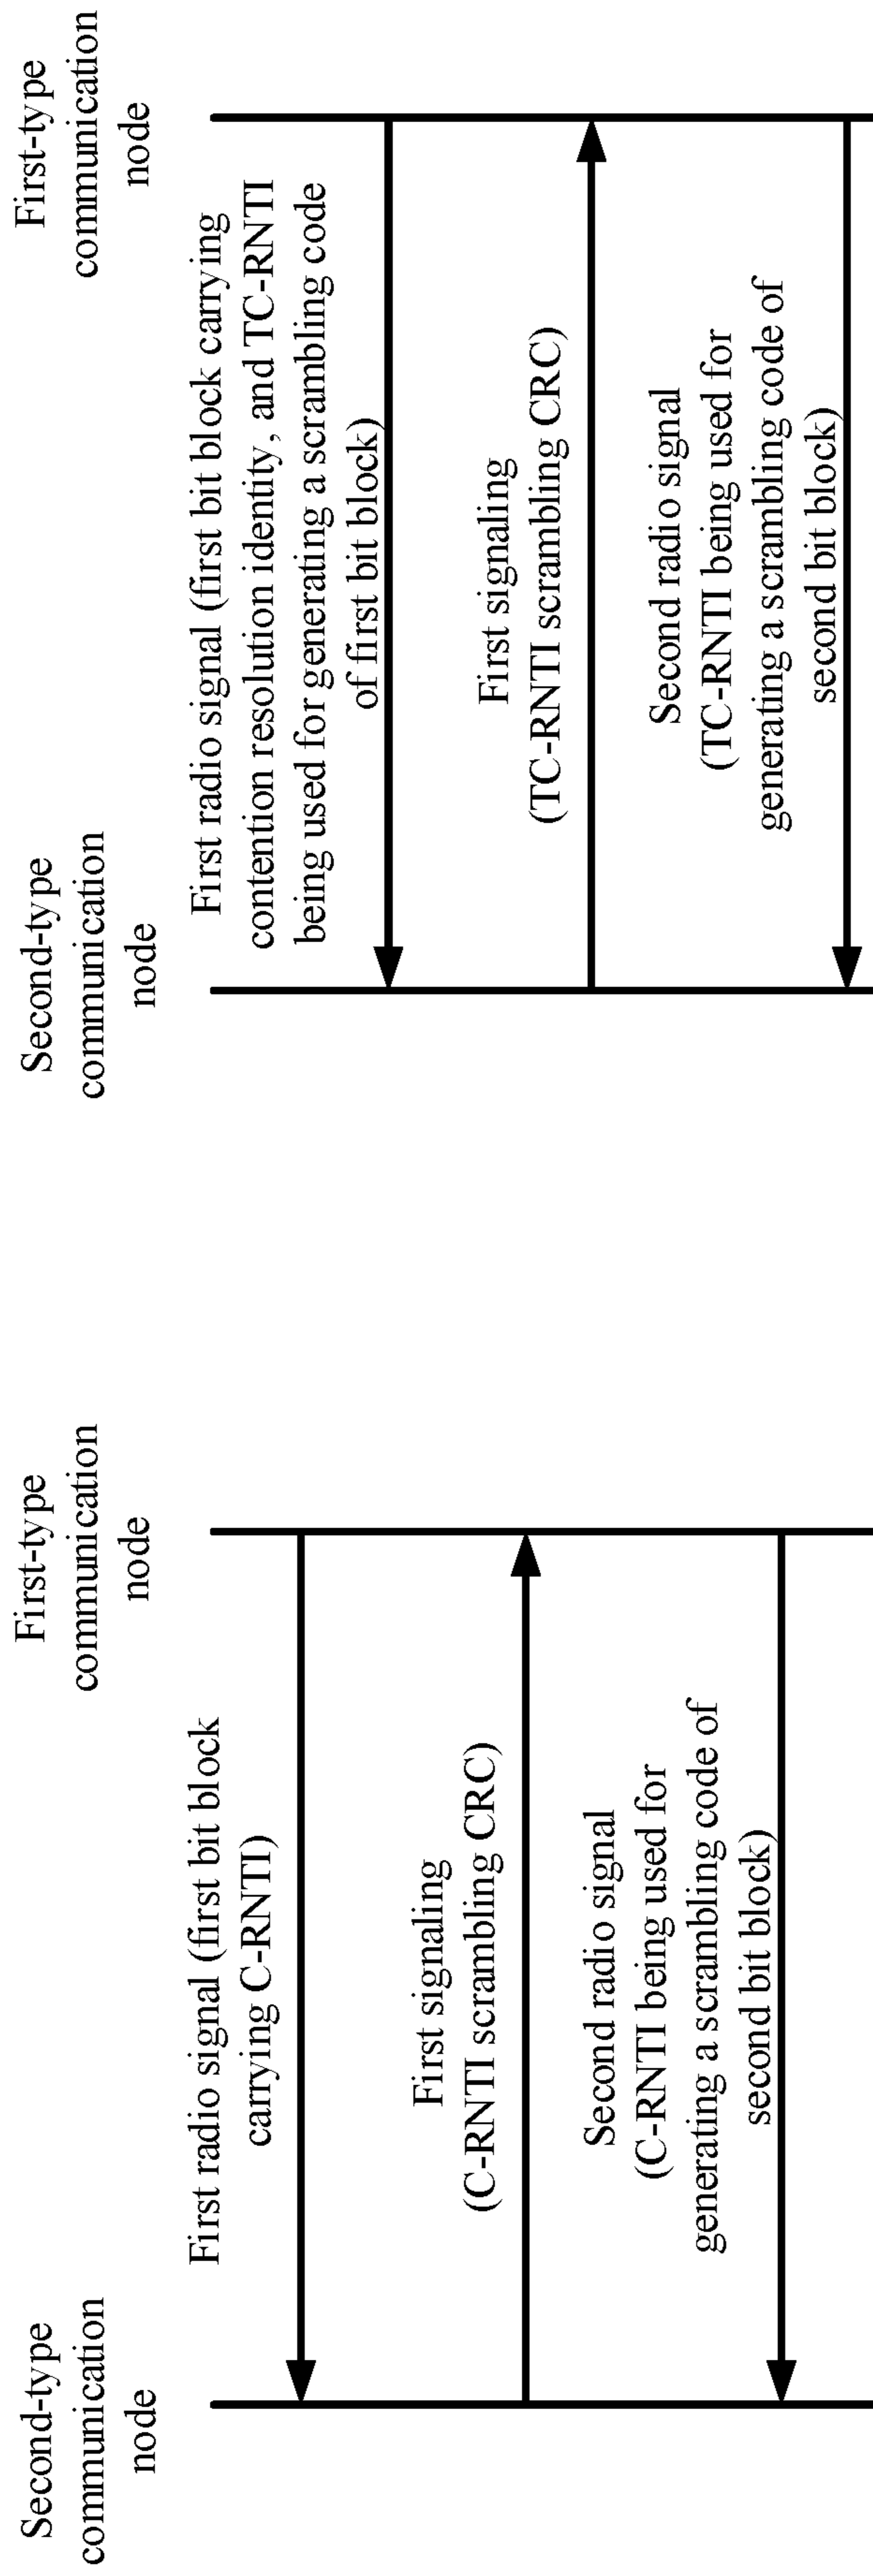 Second-type
communication
node
First-type
communication
node
First radio signal (first bit block
carrying C-RNTI)
First signaling
(C-RNTI scrambling CRC)
Second radio signal
(C-RNTI being used for
generating a scrambling code of
second bit block)
Second-type
communication
node
First-type
communication
node
First radio signal (first bit block carrying
contention resolution identity, and TC-RNTI
being used for generating a scrambling code
of first bit block)
First signaling
(TC-RNTI scrambling CRC)
Second radio signal
(TC-RNTI being used for
generating a scrambling code of
second bit block)